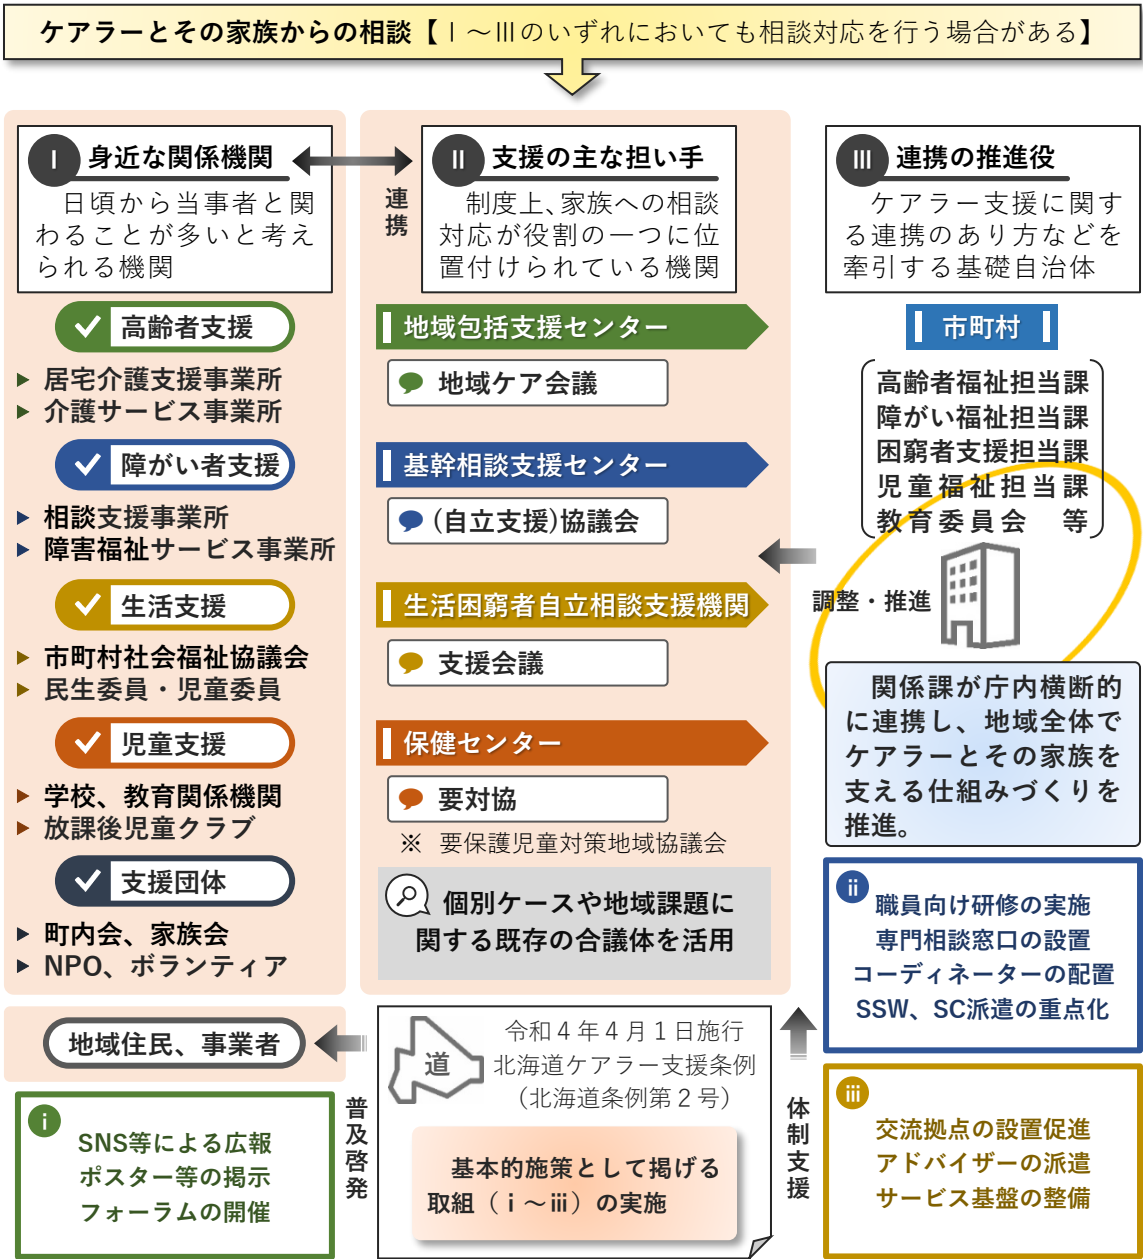 ケアラーとその家族からの相談【Ⅰ～Ⅲのいずれにおいても相談対応を行う場合がある】
Ⅰ 身近な関係機関
日頃から当事者と関
わることが多いと考え
られる機関
高齢者支援
居宅介護支援事業所
介護サービス事業所
障がい者支援
相談支援事業所
障害福祉サービス事業所
生活支援
市町村社会福祉協議会
民生委員・児童委員
児童支援
学校、教育関係機関
放課後児童クラブ
支援団体
町内会、家族会
NPO、ボランティア
連携
Ⅱ 支援の主な担い手
制度上、家族への相談
対応が役割の一つに位
置付けられている機関
地域包括支援センター
地域ケア会議
基幹相談支援センター
(自立支援)協議会
生活困窮者自立相談支援機関
支援会議
保健センター
要対協
※ 要保護児童対策地域協議会
個別ケースや地域課題に
関する既存の合議体を活用
Ⅲ 連携の推進役
ケアラー支援に関す
る連携のあり方などを
牽引する基礎自治体
市町村
高齢者福祉担当課
障がい福祉担当課
困窮者支援担当課
児童福祉担当課
教育委員会 等
調整・推進
関係課が庁内横断的
に連携し、地域全体で
ケアラーとその家族を
支える仕組みづくりを
推進。
地域住民、事業者
ⅰ
SNS等による広報
ポスター等の掲示
フォーラムの開催
普及啓発
道
令和４年４月１日施行
北海道ケアラー支援条例
（北海道条例第２号）
基本的施策として掲げる
取組（ⅰ～ⅲ）の実施
体制支援
ⅱ
職員向け研修の実施
専門相談窓口の設置
コーディネーターの配置
SSW、SC派遣の重点化
ⅲ
交流拠点の設置促進
アドバイザーの派遣
サービス基盤の整備